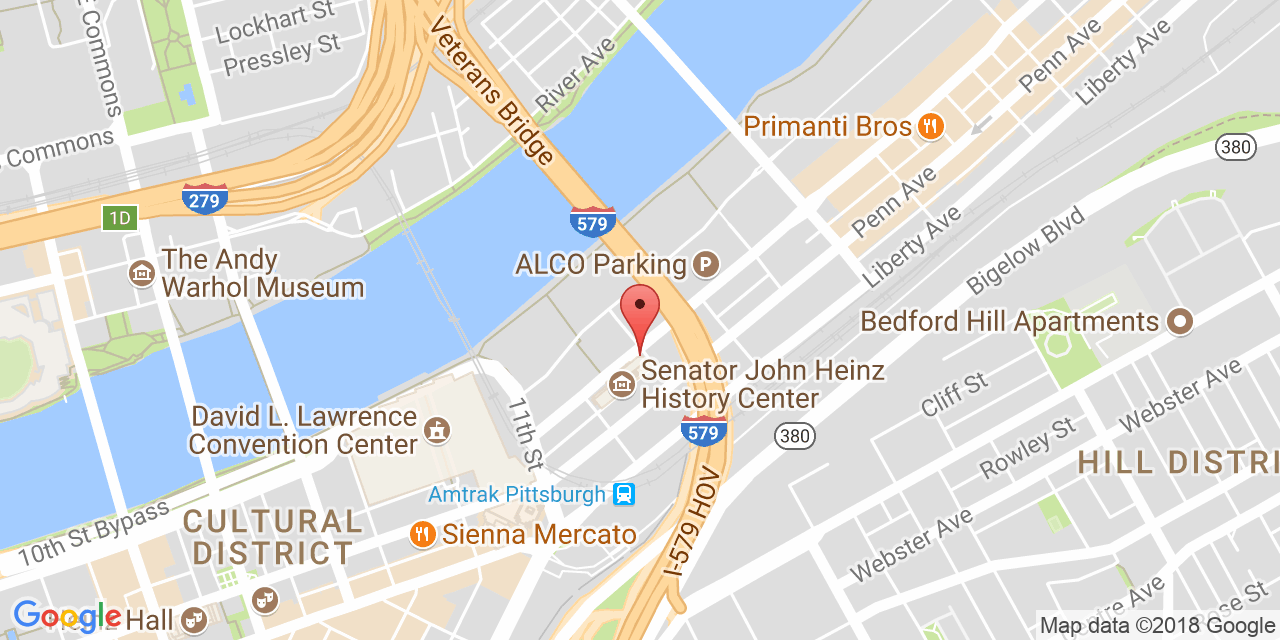 Lockhart St
Pressley St
Commons
Commons
Veterans Bridge
River Ave
Penn Ave
Liberty Ave
Primanti Bros
380
279
1D
579
The Andy
Warhol Museum
ALCO Parking
P
Penn Ave
Liberty Ave
Bigelow Blvd
Bedford Hill Apartments
Senator John Heinz
History Center
David L. Lawrence
Convention Center
11th St
579
380
Cliff St
Webster Ave
Rowley St
HILL DISTRI
Amtrak Pittsburgh
Sienna Mercato
I-579 HOV
10th St Bypass
CULTURAL
DISTRICT
Webster Ave
Google
Hall
Ave
Rose St
Map data ©2018 Google